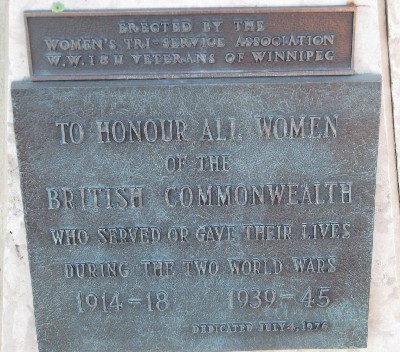 ERECTED BY THE
WOMEN'S TRI-SERVICE ASSOCIATION
W.W. I & II VETERANS OF WINNIPEG
TO HONOUR ALL WOMEN
OF THE
BRITISH COMMONWEALTH
WHO SERVED OR GAVE THEIR LIVES
DURING THE TWO WORLD WARS
1914-18 1939-45
DEDICATED JULY 4, 1976